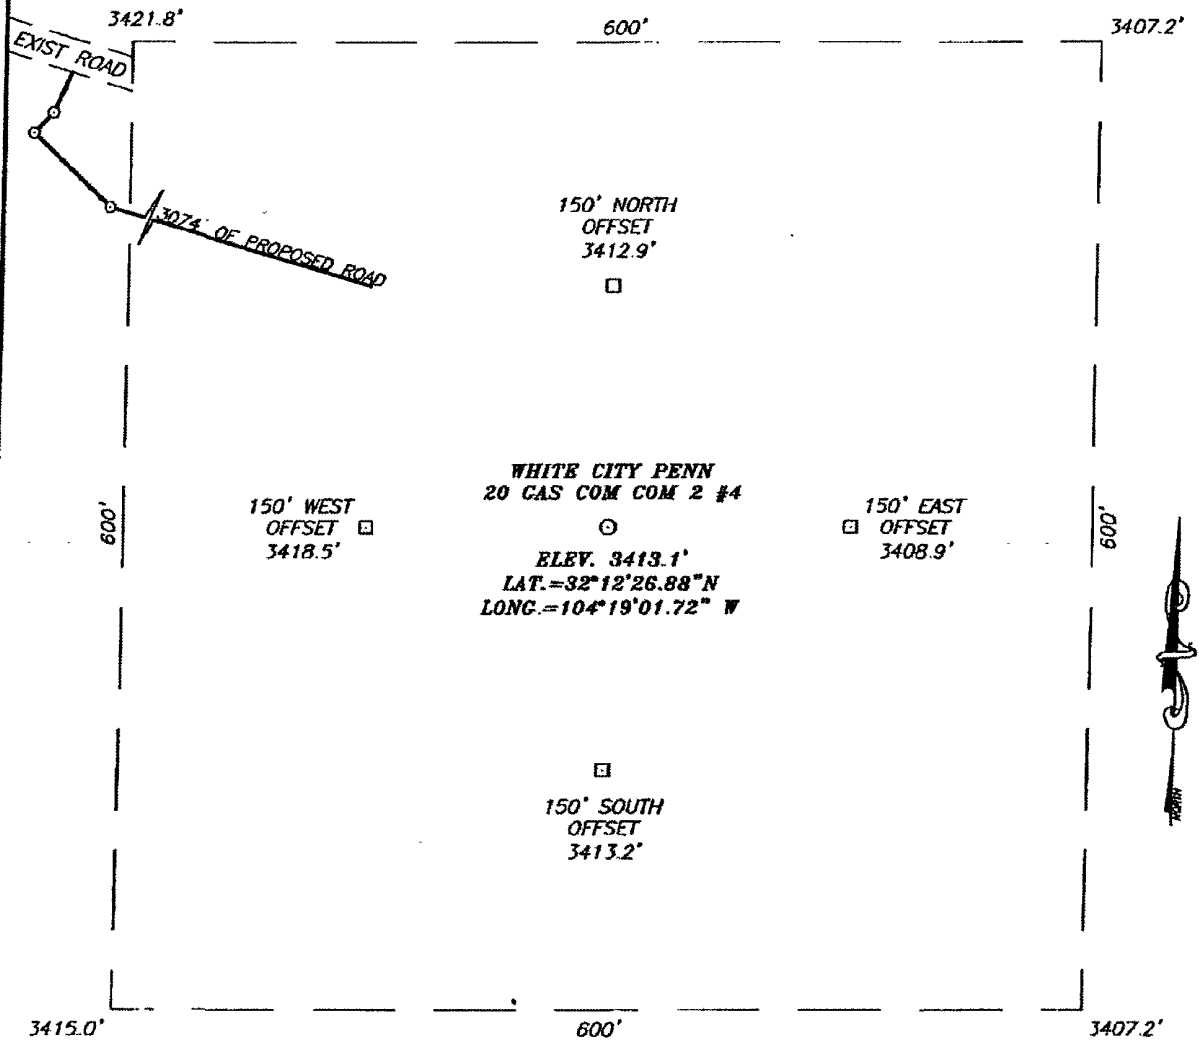 3421.8'
600'
3407.2'
EXIST ROAD
3074' OF PROPOSED ROAD
150' NORTH
OFFSET
3412.9'
WHITE CITY PENN
20 GAS COM COM 2 #4
150' WEST
OFFSET
3418.5'
150' EAST
OFFSET
3408.9'
600'
600'
ELEV. 3413.1'
LAT.=32°12'26.88"N
LONG.=104°19'01.72" W
150' SOUTH
OFFSET
3413.2'
NORTH
3415.0'
600'
3407.2'